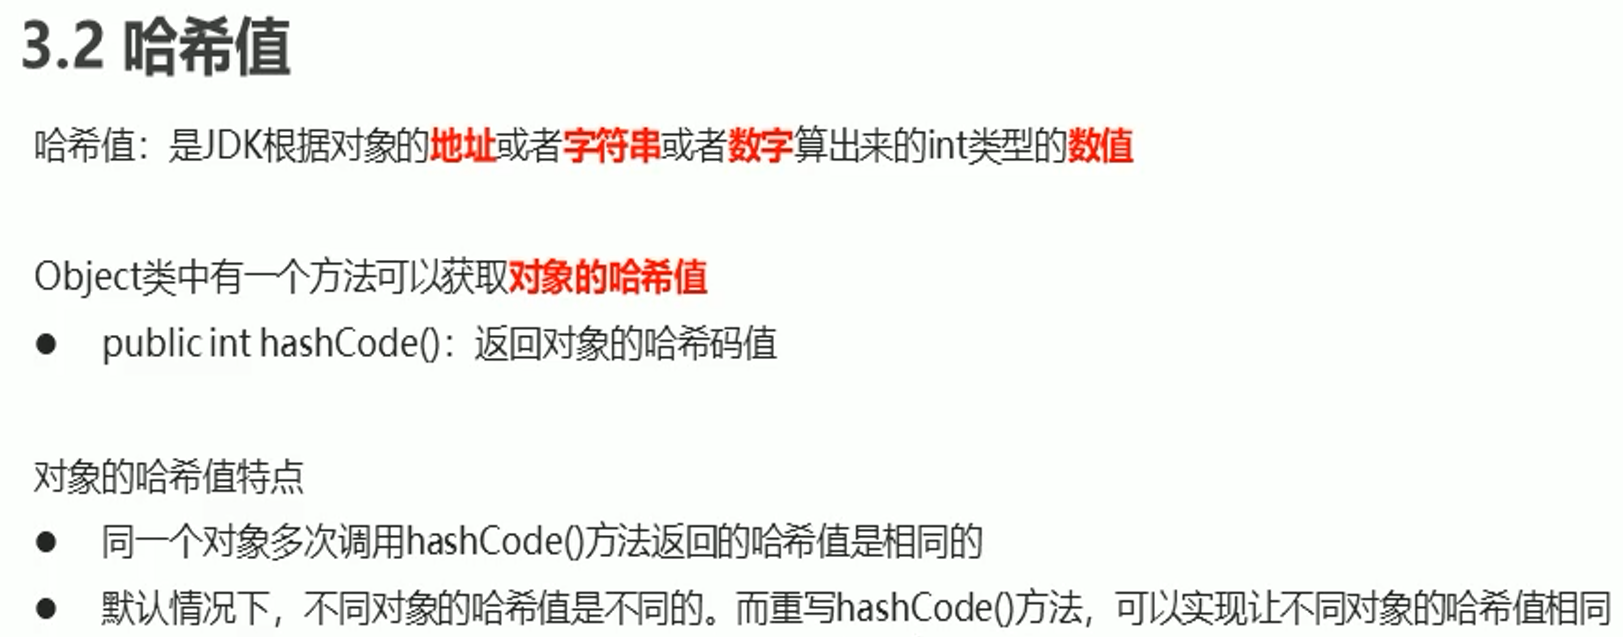 3.2 哈希值
哈希值：是JDK根据对象的地址或者字符串或者数字算出来的int类型的数值
Object类中有一个方法可以获取对象的哈希值
● public int hashCode()：返回对象的哈希码值
对象的哈希值特点
● 同一个对象多次调用hashCode()方法返回的哈希值是相同的
● 默认情况下，不同对象的哈希值是不同的。而重写hashCode()方法，可以实现让不同对象的哈希值相同